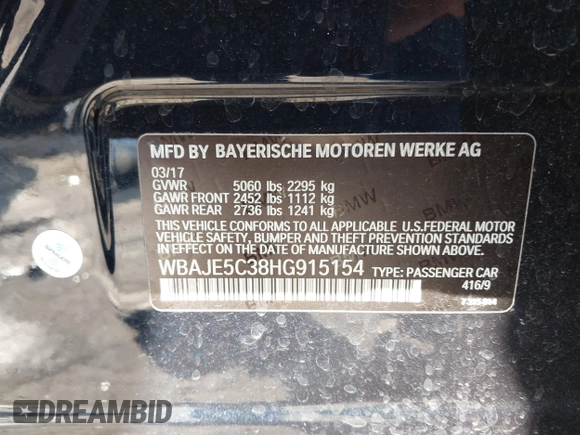 MFD BY BAYERISCHE MOTOREN WERKE AG
03/17
GVWR 5060 lbs 2295 kg
GAWR FRONT 2452 lbs 1112 kg
GAWR REAR 2736 lbs 1241 kg
THIS VEHICLE CONFORMS TO ALL APPLICABLE U.S.FEDERAL MOTOR
VEHICLE SAFETY, BUMPER AND THEFT PREVENTION STANDARDS
IN EFFECT ON THE DATE OF MANUFACTURE SHOWN ABOVE.
WBAJE5C38HG915154 TYPE: PASSENGER CAR
416/9
DREAMBID